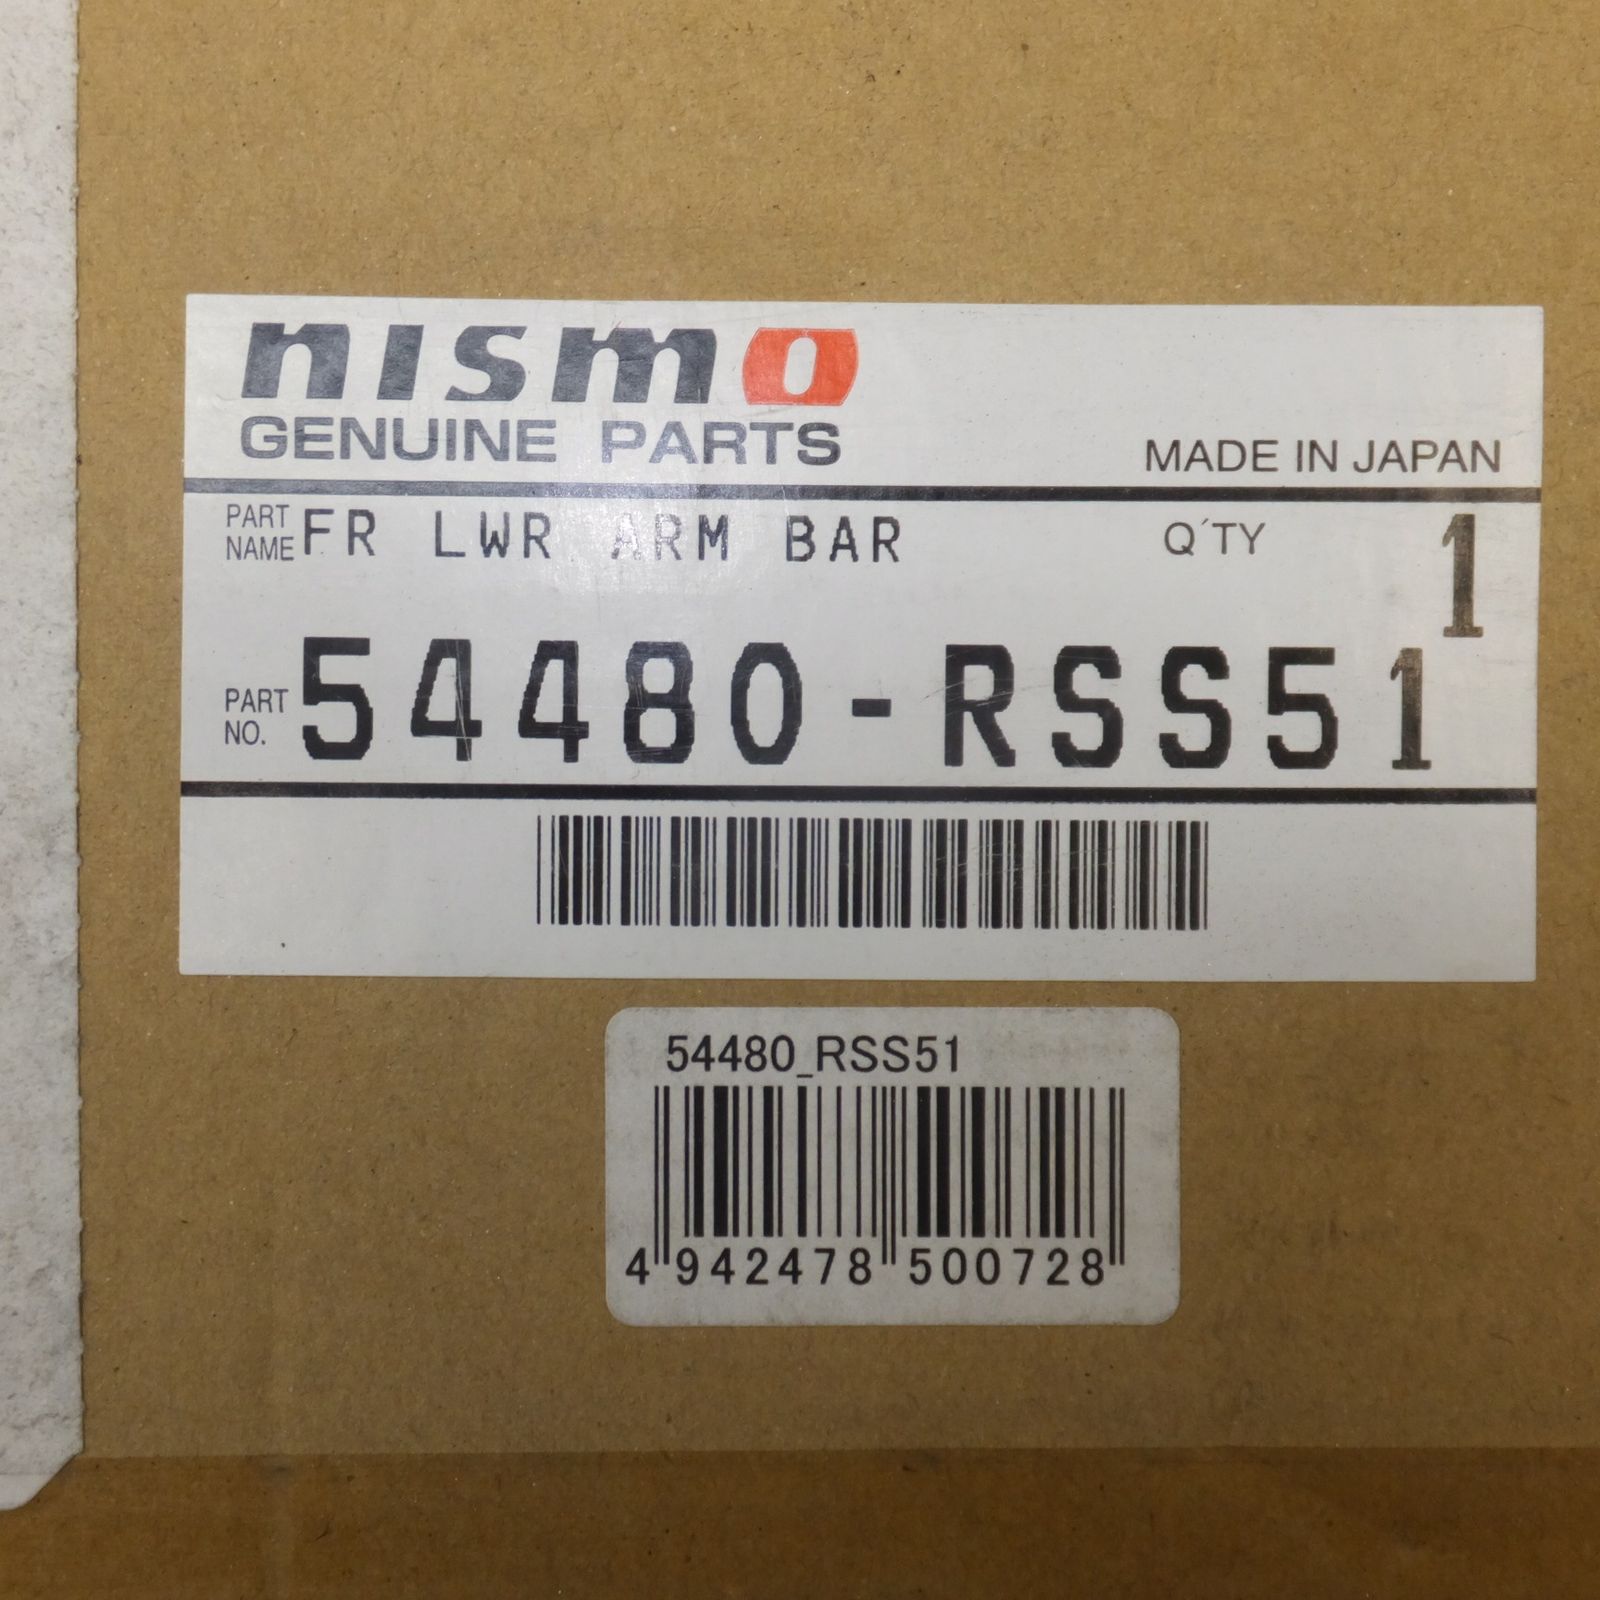 nismo
GENUINE PARTS
MADE IN JAPAN
PART NAME FR LWR ARM BAR
Q'TY 1
PART NO. 54480-RSS51
54480_RSS51
4 942478 500728